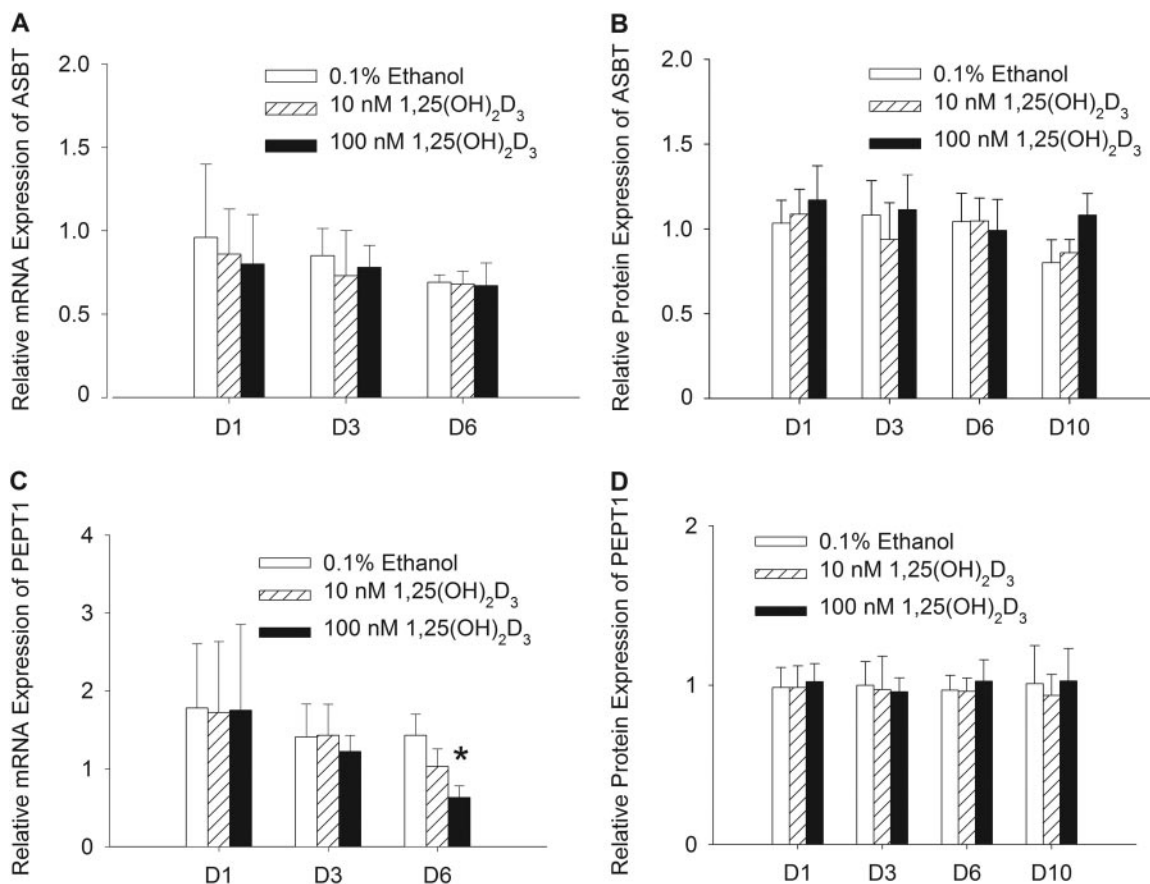 A
Relative mRNA Expression of ASBT
2.0
1.5
1.0
0.5
0
0.1% Ethanol
10 nM 1,25(OH)₂D₃
100 nM 1,25(OH)₂D₃
D1 D3 D6
B
Relative Protein Expression of ASBT
2.0
1.5
1.0
0.5
0
0.1% Ethanol
10 nM 1,25(OH)₂D₃
100 nM 1,25(OH)₂D₃
D1 D3 D6 D10
C
Relative mRNA Expression of PEPT1
4
3
2
1
0
0.1% Ethanol
10 nM 1,25(OH)₂D₃
100 nM 1,25(OH)₂D₃
*
D1 D3 D6
D
Relative Protein Expression of PEPT1
2
1
0
0.1% Ethanol
10 nM 1,25(OH)₂D₃
100 nM 1,25(OH)₂D₃
D1 D3 D6 D10